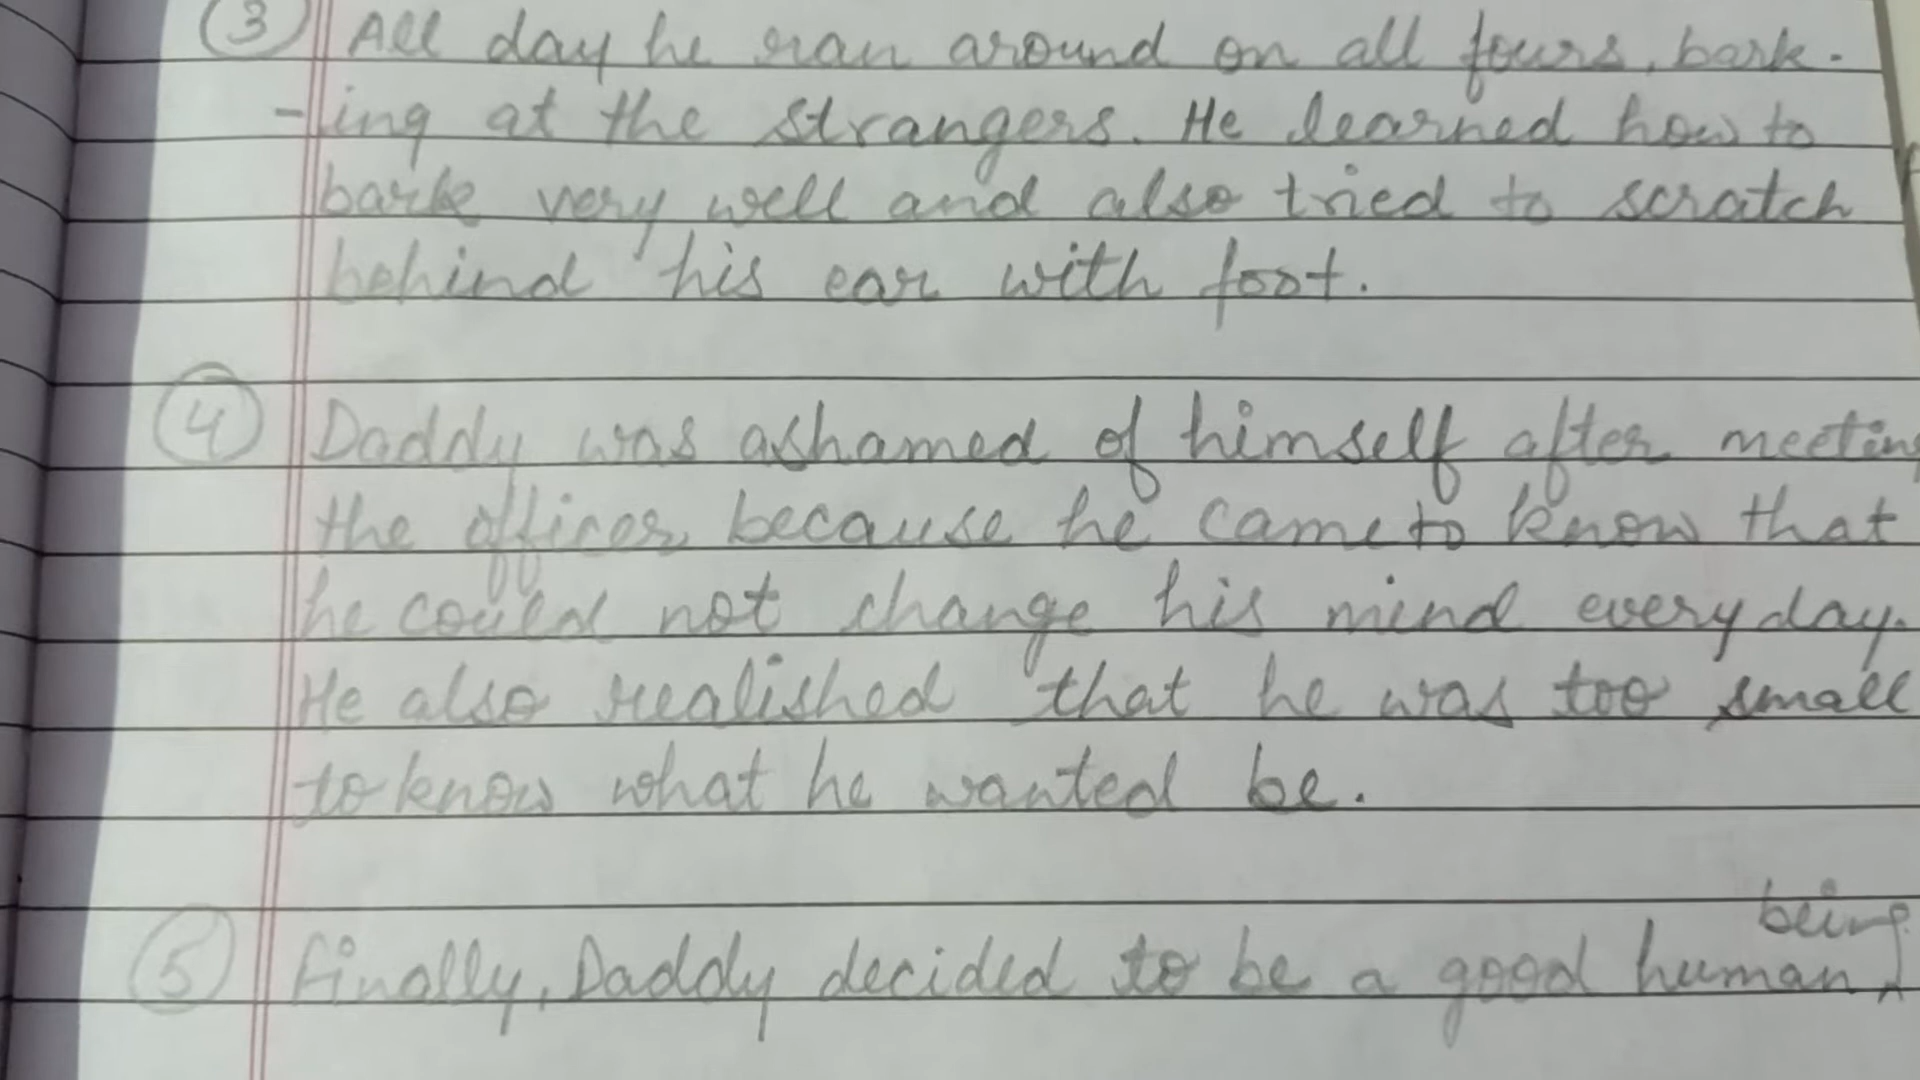 3 All day he ran around on all fours, bark-
-ing at the strangers. He learned how to
bark very well and also tried to scratch
behind his ear with foot.
4 Daddy was ashamed of himself after meeting
the officer because he came to know that
he could not change his mind everyday.
He also realished that he was too small
to know what he wanted be.
being.
5 Finally, Daddy decided to be a good human